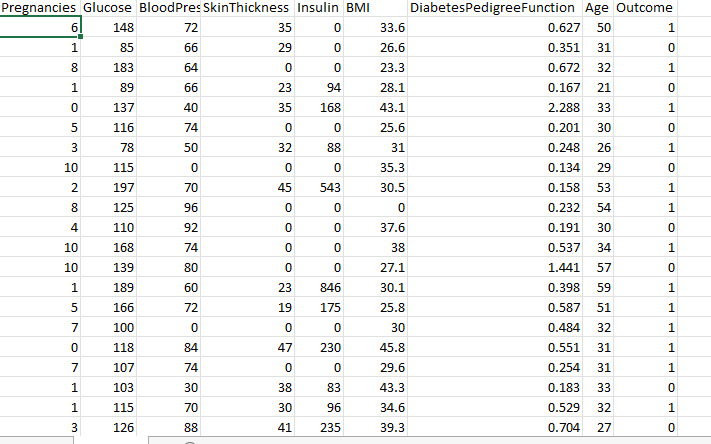 Pregnancies Glucose BloodPres SkinThickness Insulin BMI DiabetesPedigreeFunction Age Outcome
6 148 72 35 0 33.6 0.627 50 1
1 85 66 29 0 26.6 0.351 31 0
8 183 64 0 0 23.3 0.672 32 1
1 89 66 23 94 28.1 0.167 21 0
0 137 40 35 168 43.1 2.288 33 1
5 116 74 0 0 25.6 0.201 30 0
3 78 50 32 88 31 0.248 26 1
10 115 0 0 0 35.3 0.134 29 0
2 197 70 45 543 30.5 0.158 53 1
8 125 96 0 0 0 0.232 54 1
4 110 92 0 0 37.6 0.191 30 0
10 168 74 0 0 38 0.537 34 1
10 139 80 0 0 27.1 1.441 57 0
1 189 60 23 846 30.1 0.398 59 1
5 166 72 19 175 25.8 0.587 51 1
7 100 0 0 0 30 0.484 32 1
0 118 84 47 230 45.8 0.551 31 1
7 107 74 0 0 29.6 0.254 31 1
1 103 30 38 83 43.3 0.183 33 0
1 115 70 30 96 34.6 0.529 32 1
3 126 88 41 235 39.3 0.704 27 0